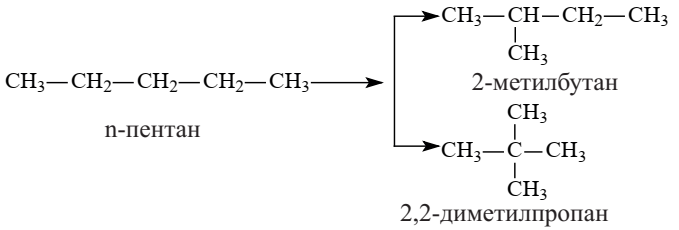 CH₃—CH—CH₂—CH₃
CH₃
2-метилбутан
CH₃—CH₂—CH₂—CH₂—CH₃
n-пентан
CH₃
CH₃—C—CH₃
CH₃
2,2-диметилпропан